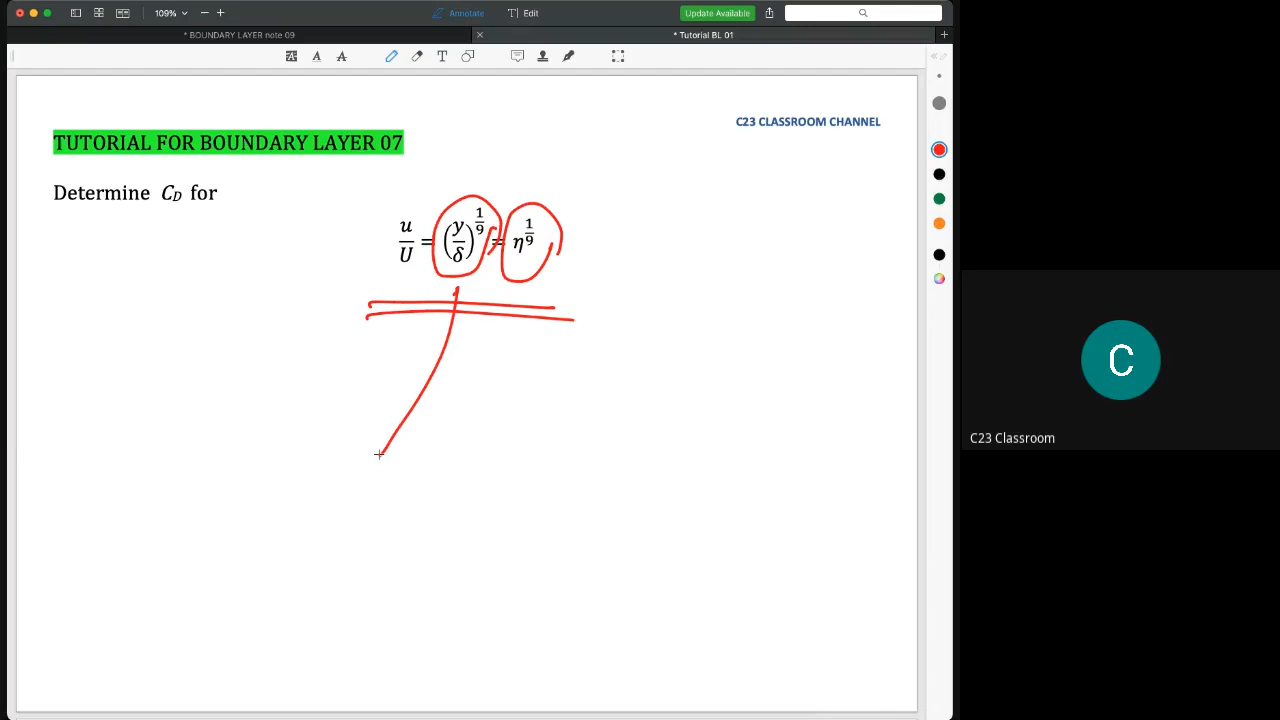 109%
Annotate
Edit
Update Available
* BOUNDARY LAYER note 09
* Tutorial BL 01
C23 CLASSROOM CHANNEL
TUTORIAL FOR BOUNDARY LAYER 07
Determine C_D for
u/U = (y/δ)^(1/9) = η^(1/9)
C
C23 Classroom